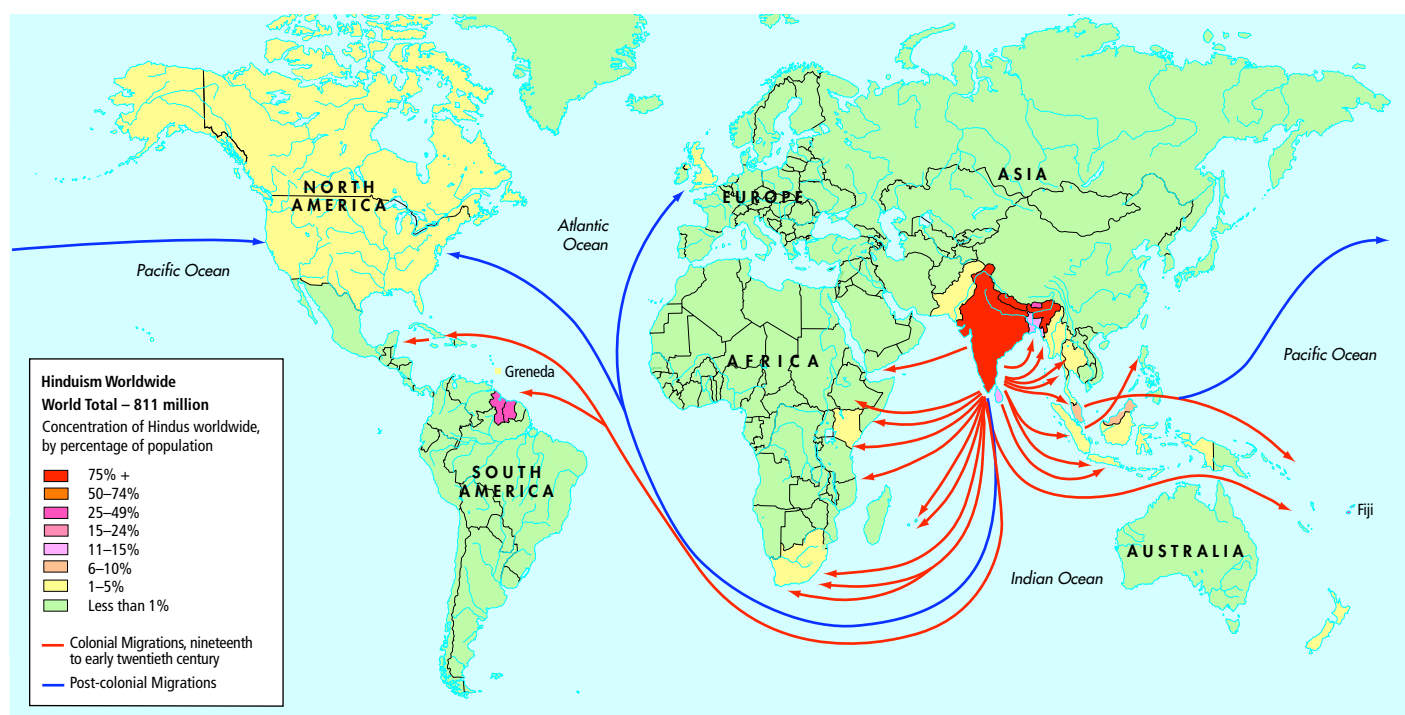 NORTH
AMERICA
ASIA
EUROPE
Atlantic
Ocean
Pacific Ocean
AFRICA
Pacific Ocean
Greneda
SOUTH
AMERICA
Fiji
AUSTRALIA
Indian Ocean
Hinduism Worldwide
World Total – 811 million
Concentration of Hindus worldwide,
by percentage of population
75% +
50–74%
25–49%
15–24%
11–15%
6–10%
1–5%
Less than 1%
Colonial Migrations, nineteenth
to early twentieth century
Post-colonial Migrations